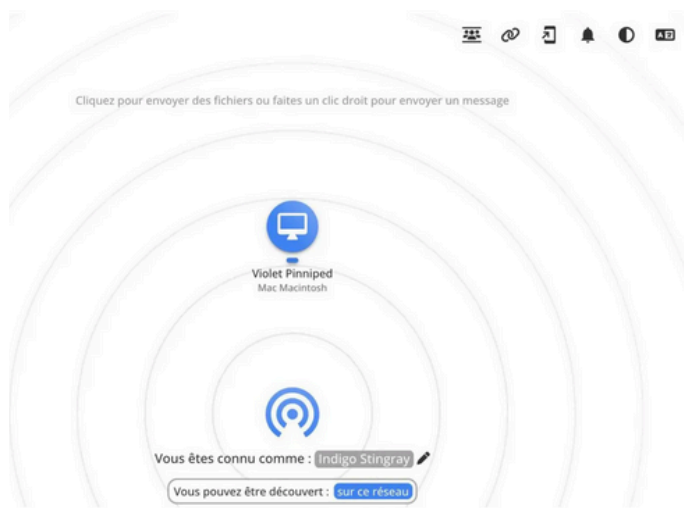 Cliquez pour envoyer des fichiers ou faites un clic droit pour envoyer un message
Violet Pinniped
Mac Macintosh
Vous êtes connu comme : Indigo Stingray
Vous pouvez être découvert : sur ce réseau